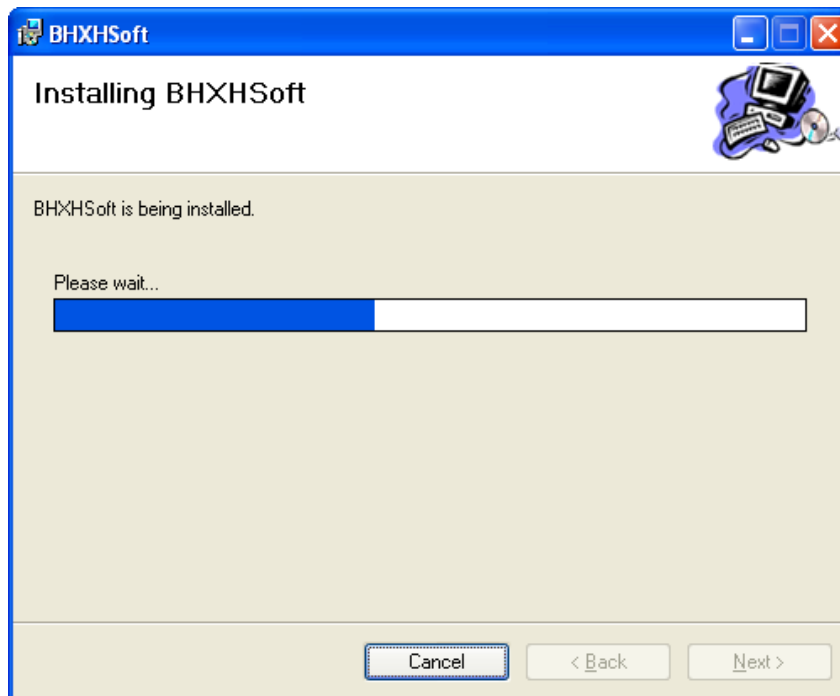 BHXHSoft
Installing BHXHSoft
BHXHSoft is being installed.
Please wait...
Cancel
< Back
Next >